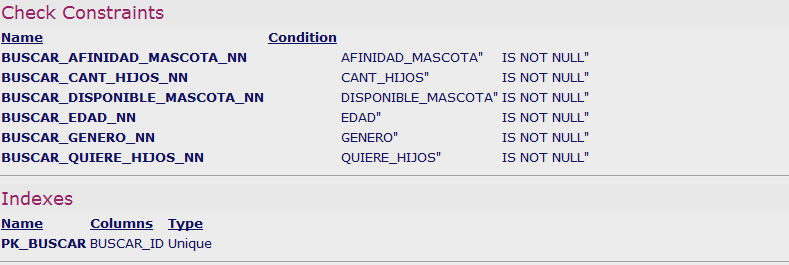 Check Constraints
Name Condition
BUSCAR_AFINIDAD_MASCOTA_NN AFINIDAD_MASCOTA" IS NOT NULL"
BUSCAR_CANT_HIJOS_NN CANT_HIJOS" IS NOT NULL"
BUSCAR_DISPONIBLE_MASCOTA_NN DISPONIBLE_MASCOTA" IS NOT NULL"
BUSCAR_EDAD_NN EDAD" IS NOT NULL"
BUSCAR_GENERO_NN GENERO" IS NOT NULL"
BUSCAR_QUIERE_HIJOS_NN QUIERE_HIJOS" IS NOT NULL"
Indexes
Name Columns Type
PK_BUSCAR BUSCAR_ID Unique